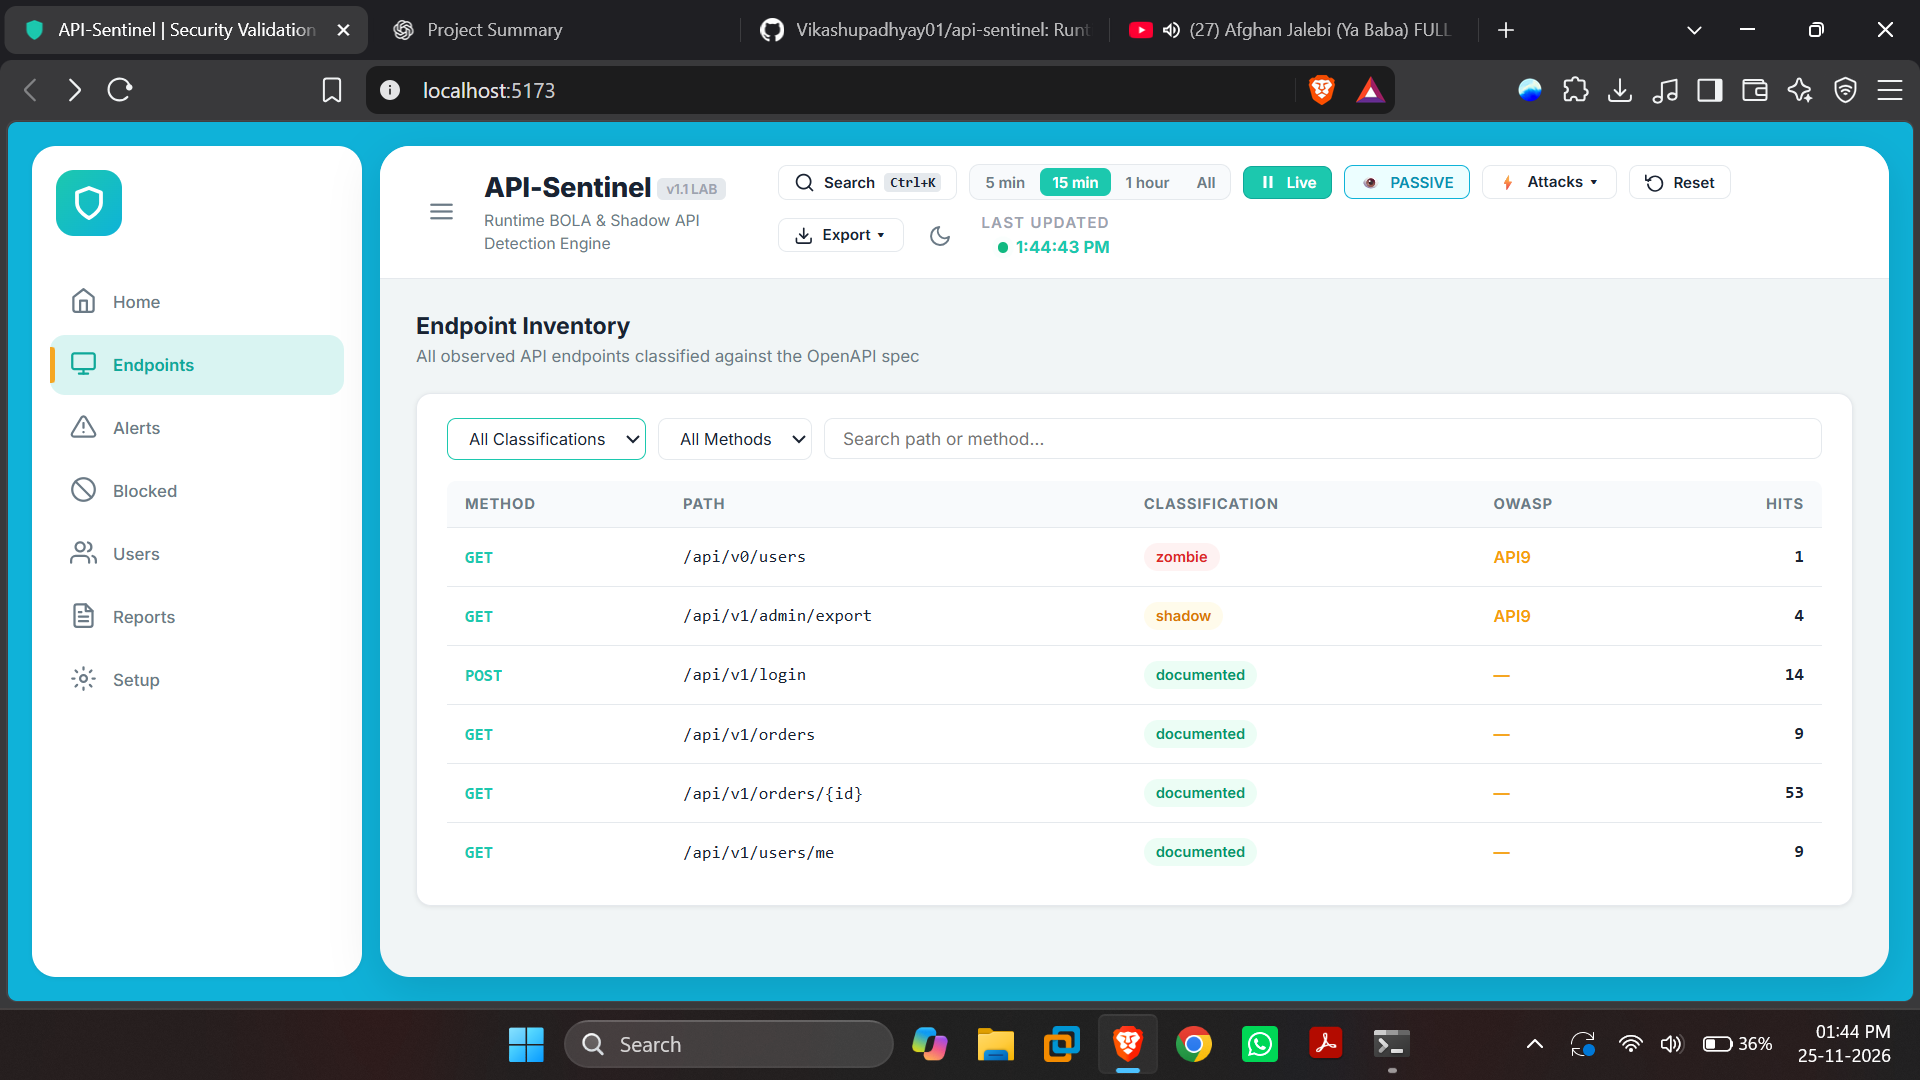 API-Sentinel | Security Validation
Project Summary
Vikashupadhyay01/api-sentinel: Runt
(27) Afghan Jalebi (Ya Baba) FULL
localhost:5173
API-Sentinel v1.1 LAB
Runtime BOLA & Shadow API
Detection Engine
Search Ctrl+K
5 min 15 min 1 hour All
Live
PASSIVE
Attacks
Reset
Export
LAST UPDATED
1:44:43 PM
Home
Endpoints
Alerts
Blocked
Users
Reports
Setup
Endpoint Inventory
All observed API endpoints classified against the OpenAPI spec
All Classifications All Methods Search path or method...
METHOD PATH CLASSIFICATION OWASP HITS
GET /api/v0/users zombie API9 1
GET /api/v1/admin/export shadow API9 4
POST /api/v1/login documented — 14
GET /api/v1/orders documented — 9
GET /api/v1/orders/{id} documented — 53
GET /api/v1/users/me documented — 9
Search
36%
01:44 PM
25-11-2026